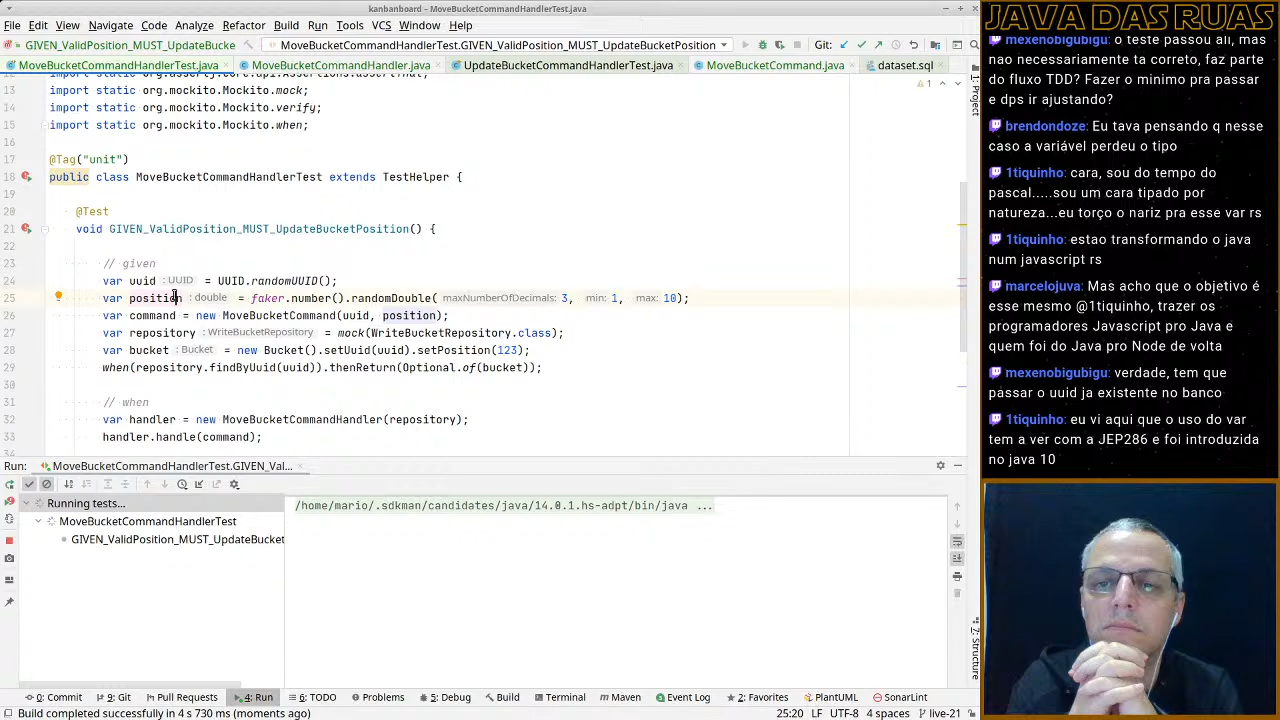 kanbanboard – MoveBucketCommandHandlerTest.java
File Edit View Navigate Code Analyze Refactor Build Run Tools VCS Window Help
GIVEN_ValidPosition_MUST_UpdateBucke
BucketCommandHandlerTest.GIVEN_ValidPosition_MUST_UpdateBucketPosition
Git:
MoveBucketCommandHandlerTest.java MoveBucketCommandHandler.java UpdateBucketCommandHandlerTest.java MoveBucketCommand.java dataset.sql
13 import static org.mockito.Mockito.mock;
14 import static org.mockito.Mockito.verify;
15 import static org.mockito.Mockito.when;
16
17 @Tag("unit")
18 public class MoveBucketCommandHandlerTest extends TestHelper {
19
20 @Test
21 void GIVEN_ValidPosition_MUST_UpdateBucketPosition() {
22
23 // given
24 var uuid : UUID = UUID.randomUUID();
25 var position : double = faker.number().randomDouble( maxNumberOfDecimals: 3, min: 1, max: 10);
26 var command = new MoveBucketCommand(uuid, position);
27 var repository : WriteBucketRepository = mock(WriteBucketRepository.class);
28 var bucket : Bucket = new Bucket().setUuid(uuid).setPosition(123);
29 when(repository.findByUuid(uuid)).thenReturn(Optional.of(bucket));
30
31 // when
32 var handler = new MoveBucketCommandHandler(repository);
33 handler.handle(command);
34
1
1: Project
7: Structure
Run: MoveBucketCommandHandlerTest.GIVEN_Val...
Running tests...
MoveBucketCommandHandlerTest
GIVEN_ValidPosition_MUST_UpdateBucket
/home/mario/.sdkman/candidates/java/14.0.1.hs-adpt/bin/java ...
0: Commit 9: Git Pull Requests 4: Run 6: TODO Problems 5: Debug Build Terminal Maven Event Log 2: Favorites PlantUML SonarLint
Build completed successfully in 4 s 730 ms (moments ago)
25:20 LF UTF-8 4 spaces live-21
JAVA DAS RUAS
mexenobigubigu: o teste passou ali, mas
nao necessariamente ta correto, faz parte
do fluxo TDD? Fazer o minimo pra passar
e dps ir ajustando?
brendondoze: Eu tava pensando q nesse
caso a variável perdeu o tipo
1tiquinho: cara, sou do tempo do
pascal.....sou um cara tipado por
natureza...eu torço o nariz pra esse var rs
1tiquinho: estao transformando o java
num javascript rs
marcelojuva: Mas acho que o objetivo é
esse mesmo @1tiquinho, trazer os
programadores Javascript pro Java e
quem foi do Java pro Node de volta
mexenobigubigu: verdade, tem que
passar o uuid ja existente no banco
1tiquinho: eu vi aqui que o uso do var
tem a ver com a JEP286 e foi introduzida
no java 10